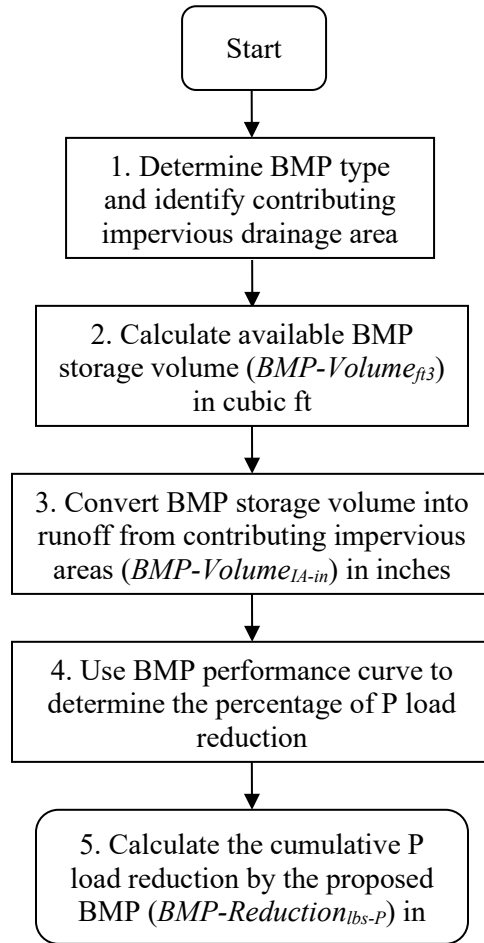 Start
1. Determine BMP type
and identify contributing
impervious drainage area
2. Calculate available BMP
storage volume (BMP-Volumeft3)
in cubic ft
3. Convert BMP storage volume into
runoff from contributing impervious
areas (BMP-VolumeIA-in) in inches
4. Use BMP performance curve to
determine the percentage of P load
reduction
5. Calculate the cumulative P
load reduction by the proposed
BMP (BMP-Reductionlbs-P) in